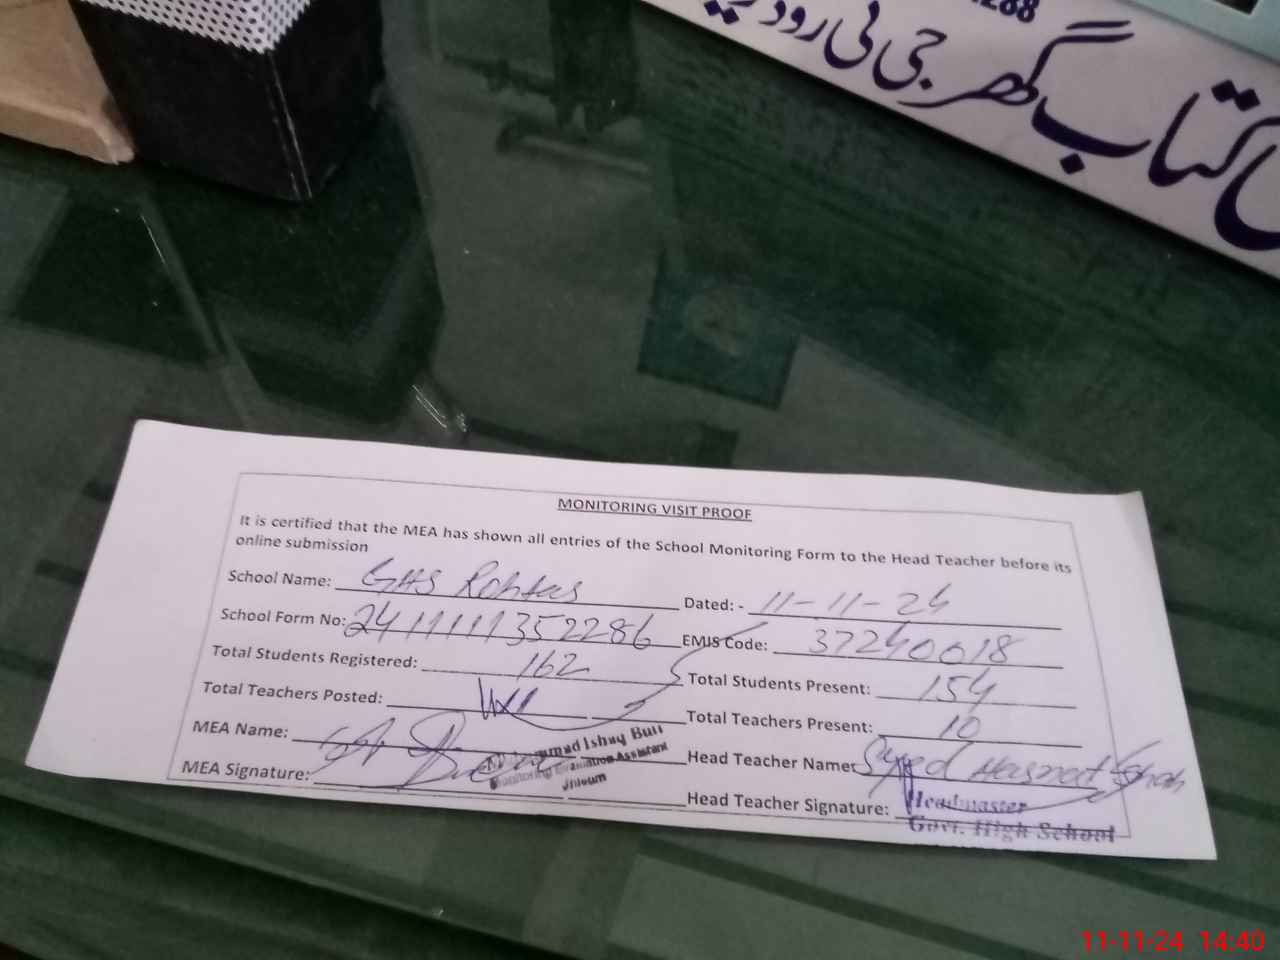 288
کتاب گھر جی ٹی روڈ
MONITORING VISIT PROOF
It is certified that the MEA has shown all entries of the School Monitoring Form to the Head Teacher before its
online submission
School Name: GHS Rohtas Dated: - 11-11-24
School Form No: 24111111352286 EMIS Code: 37240018
Total Students Registered: 162 Total Students Present: 154
Total Teachers Posted: Total Teachers Present: 10
MEA Name: Head Teacher Name: Syed Hasnat Shah
MEA Signature: Head Teacher Signature:
mmad Ishaq Butt
Monitoring Evaluation Assistant
Jhelum
Headmaster
Govt. High School
11-11-24 14:40